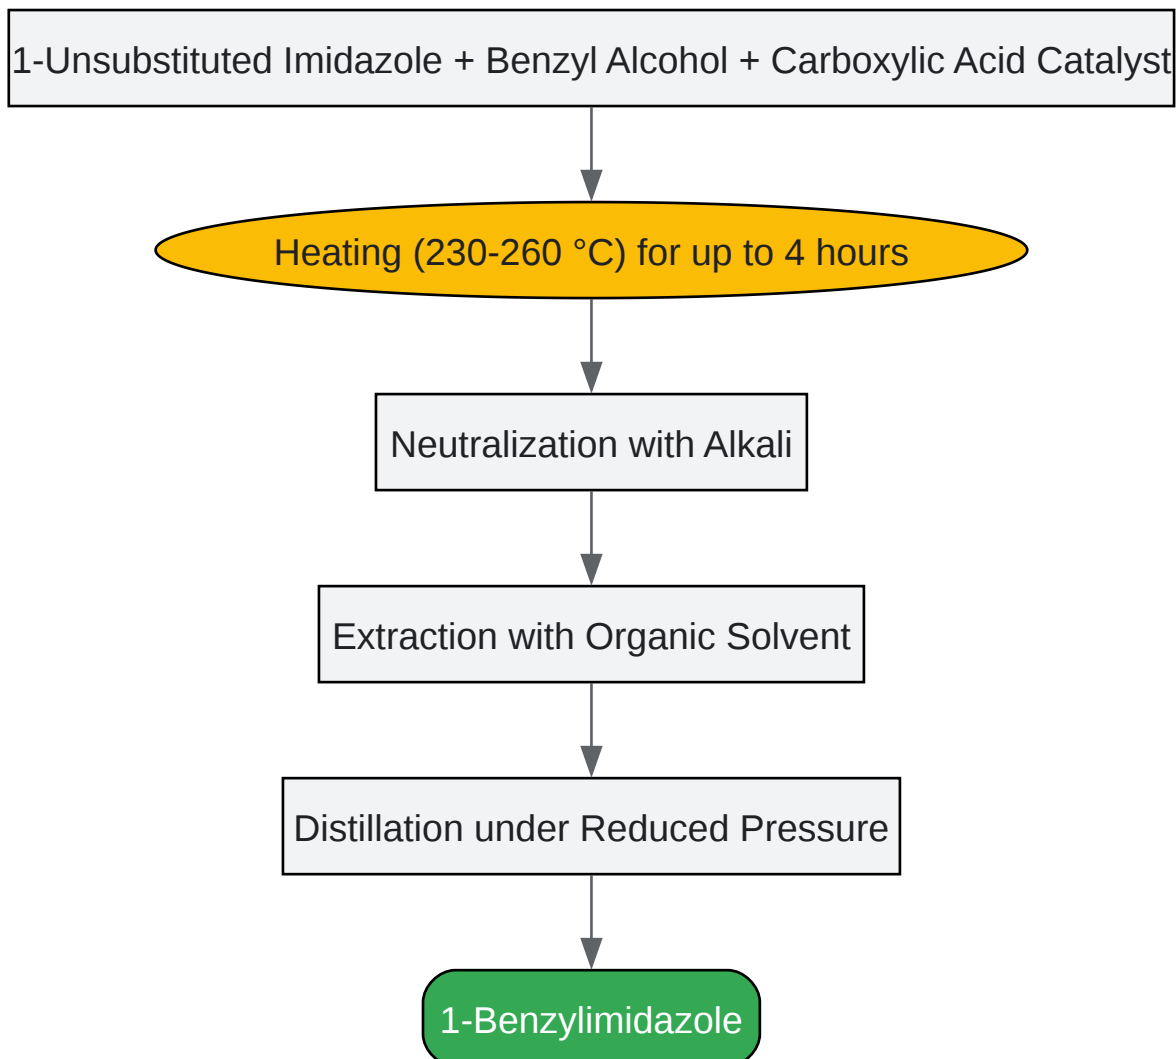 1-Unsubstituted Imidazole + Benzyl Alcohol + Carboxylic Acid Catalyst
Heating (230-260 °C) for up to 4 hours
Neutralization with Alkali
Extraction with Organic Solvent
Distillation under Reduced Pressure
1-Benzylimidazole